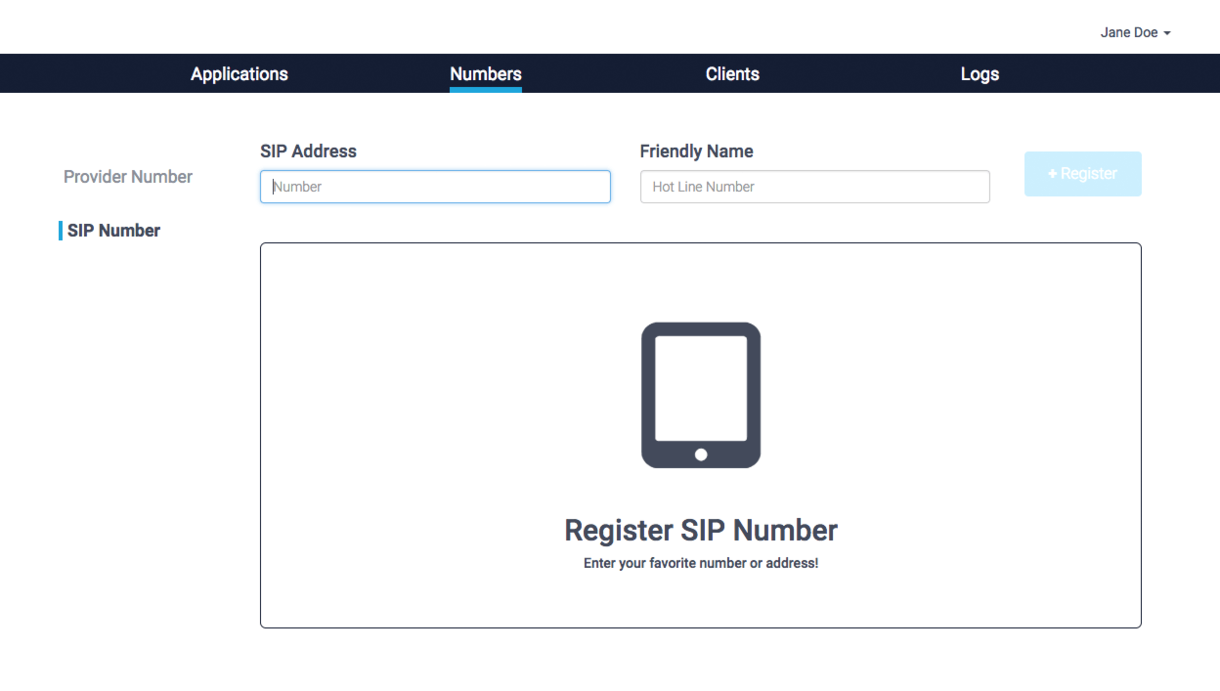 Jane Doe
Applications Numbers Clients Logs
SIP Address Friendly Name
Provider Number
Number Hot Line Number + Register
SIP Number
Register SIP Number
Enter your favorite number or address!